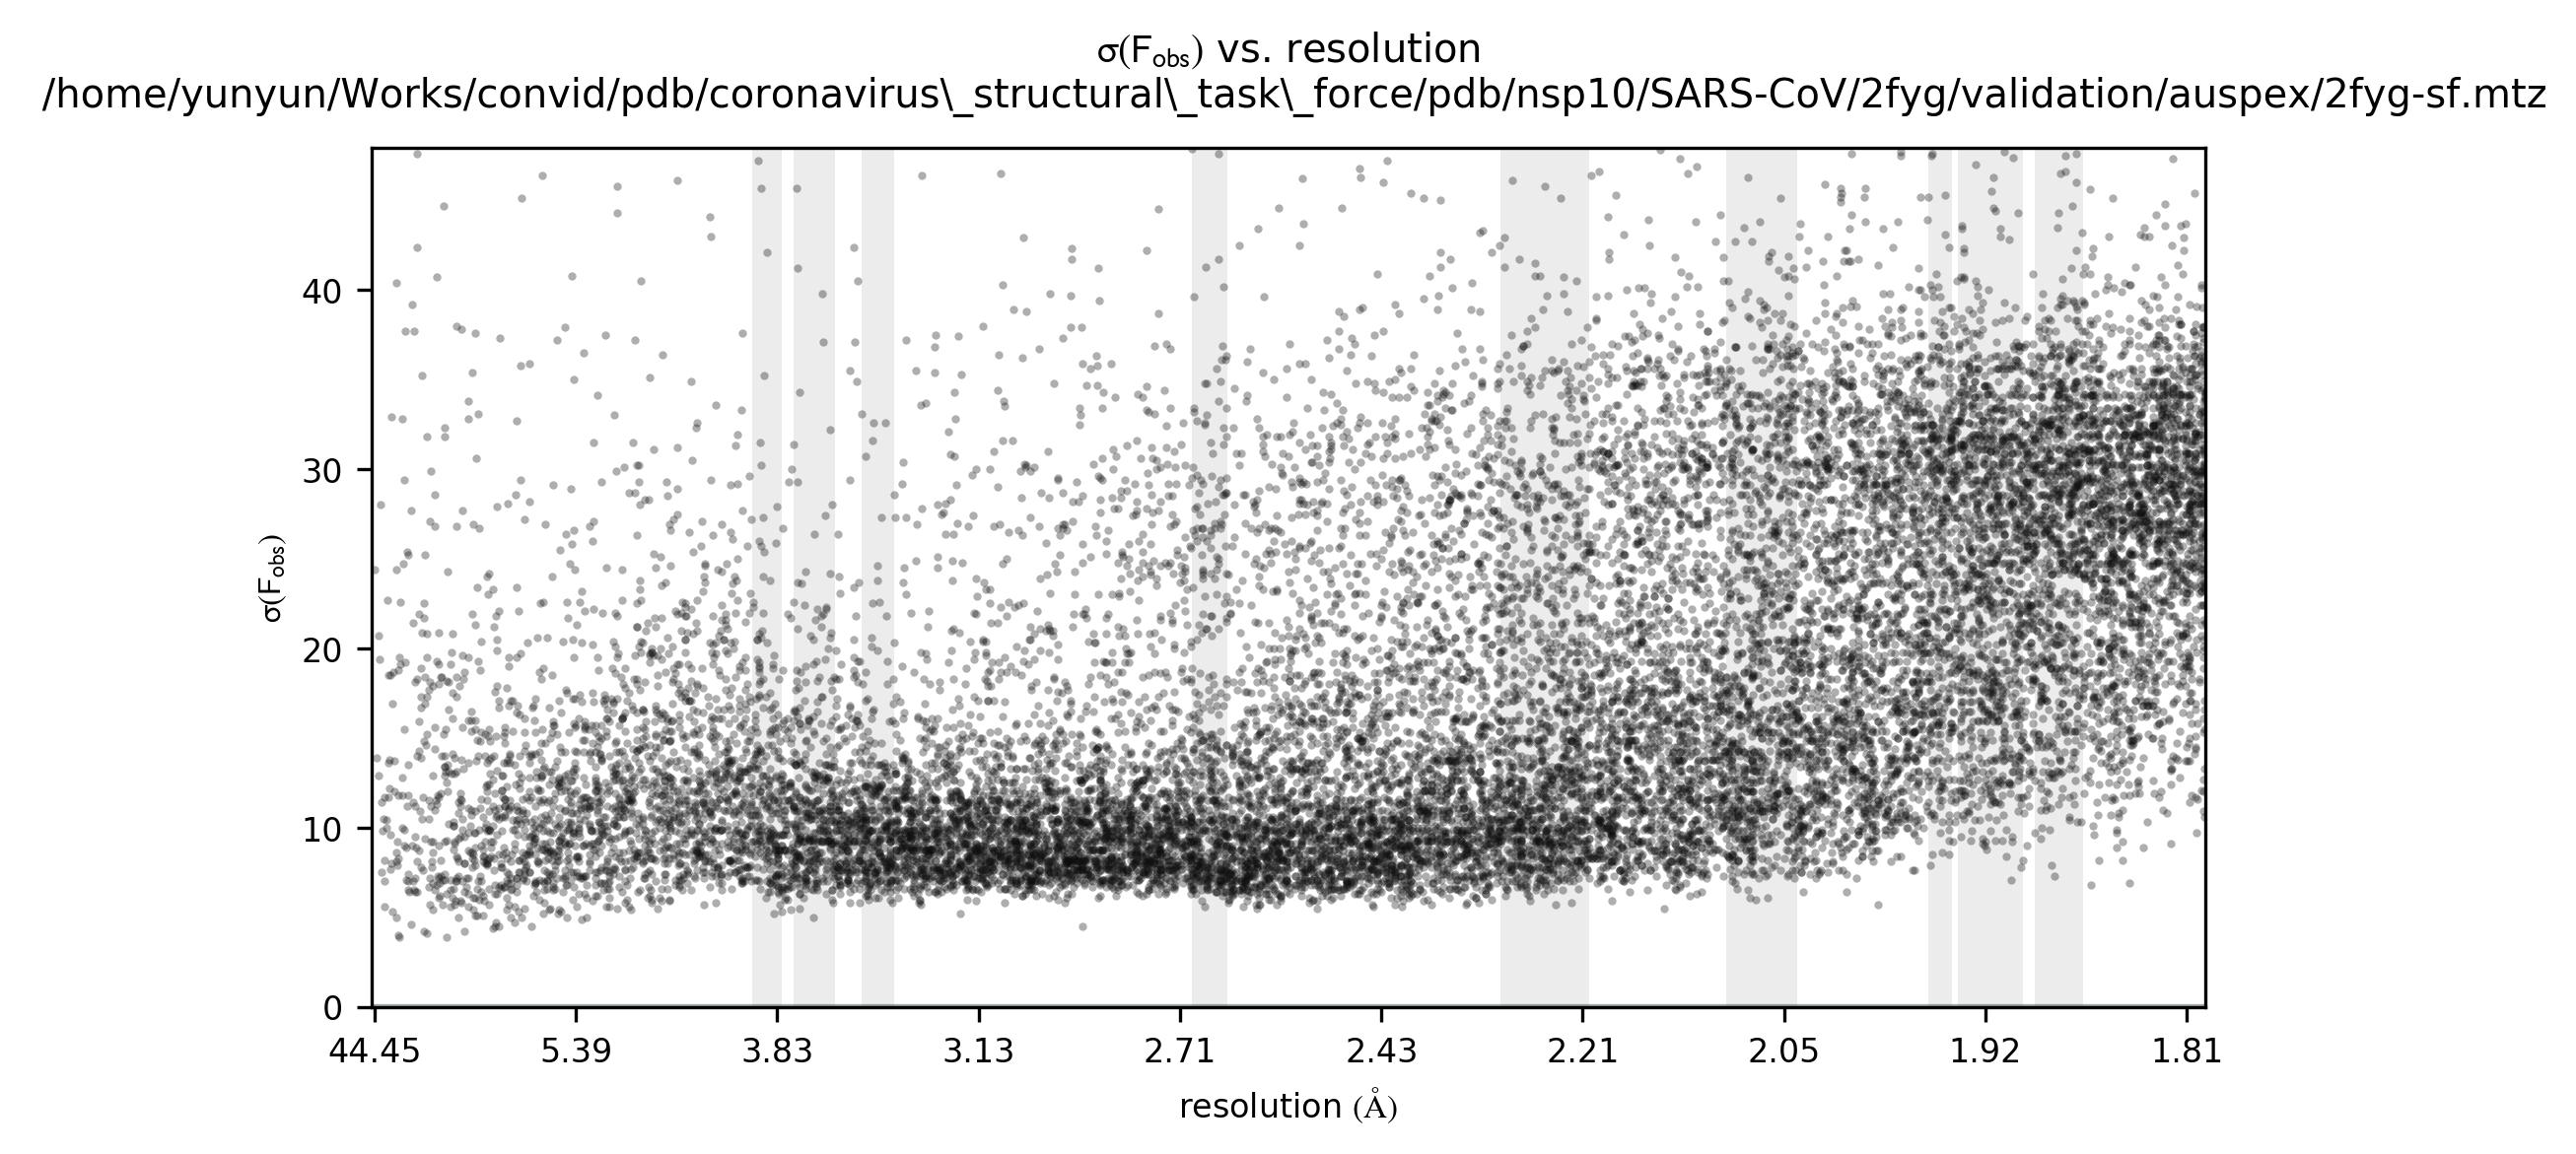 σ(Fobs) vs. resolution
/home/yunyun/Works/convid/pdb/coronavirus\_structural\_task\_force/pdb/nsp10/SARS-CoV/2fyg/validation/auspex/2fyg-sf.mtz
40
30
20
10
0
σ(Fobs)
44.45 5.39 3.83 3.13 2.71 2.43 2.21 2.05 1.92 1.81
resolution (Å)